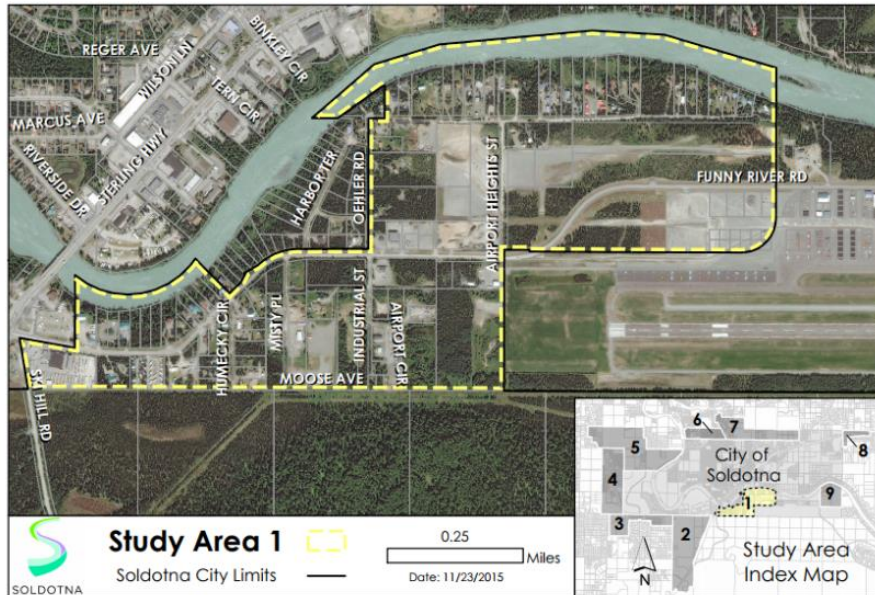 REGER AVE
WILSON LN
BINKLEY CIR
TERN CIR
MARCUS AVE
RIVERSIDE DR
STERLING HWY
HARBOR TER
OEHLER RD
AIRPORT HEIGHTS ST
FUNNY RIVER RD
HUMECKY CIR
MISTY PL
INDUSTRIAL ST
AIRPORT CIR
MOOSE AVE
SKI HILL RD
SOLDOTNA
Study Area 1
Soldotna City Limits
0.25
Miles
Date: 11/23/2015
6
7
5
City of
Soldotna
8
4
1
9
3
2
N
Study Area
Index Map